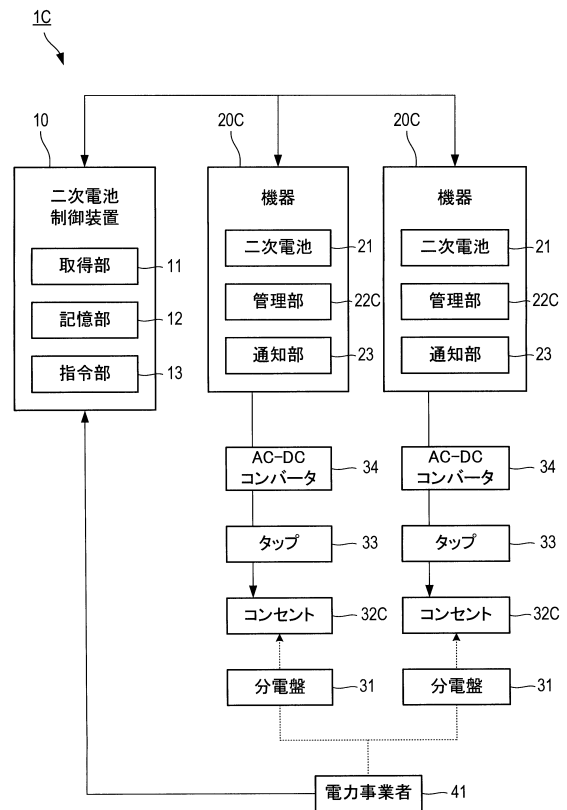 1C
10
20C
20C
二次電池
制御装置
取得部
11
記憶部
12
指令部
13
機器
二次電池
21
管理部
22C
通知部
23
機器
二次電池
21
管理部
22C
通知部
23
AC-DC
コンバータ
34
AC-DC
コンバータ
34
タップ
33
タップ
33
コンセント
32C
コンセント
32C
分電盤
31
分電盤
31
電力事業者
41